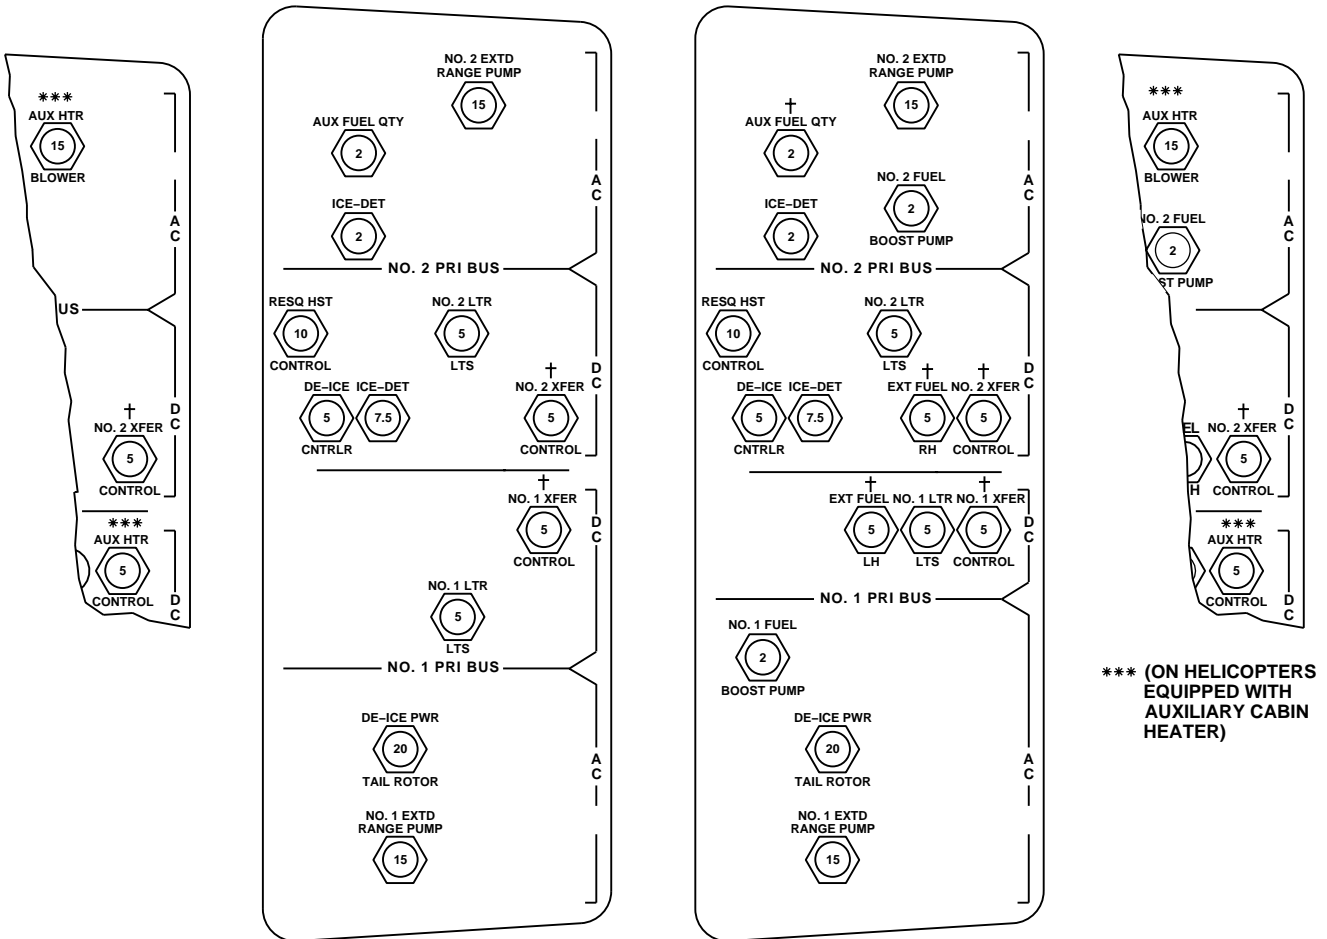 ***
AUX HTR
15
BLOWER
A
C
US
†
NO. 2 XFER
5
CONTROL
D
C
***
AUX HTR
5
CONTROL
D
C
NO. 2 EXTD
RANGE PUMP
15
AUX FUEL QTY
2
ICE–DET
2
A
C
NO. 2 PRI BUS
RESQ HST
10
CONTROL
NO. 2 LTR
5
LTS
DE–ICE ICE–DET
5 7.5
CNTRLR
†
NO. 2 XFER
5
CONTROL
D
C
†
NO. 1 XFER
5
CONTROL
D
C
NO. 1 LTR
5
LTS
NO. 1 PRI BUS
DE–ICE PWR
20
TAIL ROTOR
A
C
NO. 1 EXTD
RANGE PUMP
15
NO. 2 EXTD
RANGE PUMP
15
†
AUX FUEL QTY
2
NO. 2 FUEL
2
BOOST PUMP
ICE–DET
2
A
C
NO. 2 PRI BUS
RESQ HST
10
CONTROL
NO. 2 LTR
5
LTS
DE–ICE ICE–DET
5 7.5
CNTRLR
† †
EXT FUEL NO. 2 XFER
5 5
RH CONTROL
D
C
† †
EXT FUEL NO. 1 LTR NO. 1 XFER
5 5 5
LH LTS CONTROL
D
C
NO. 1 PRI BUS
NO. 1 FUEL
2
BOOST PUMP
DE–ICE PWR
20
TAIL ROTOR
A
C
NO. 1 EXTD
RANGE PUMP
15
***
AUX HTR
15
BLOWER
NO. 2 FUEL
2
ST PUMP
A
C
†
EL NO. 2 XFER
5
H CONTROL
D
C
***
AUX HTR
5
CONTROL
D
C
*** (ON HELICOPTERS
EQUIPPED WITH
AUXILIARY CABIN
HEATER)